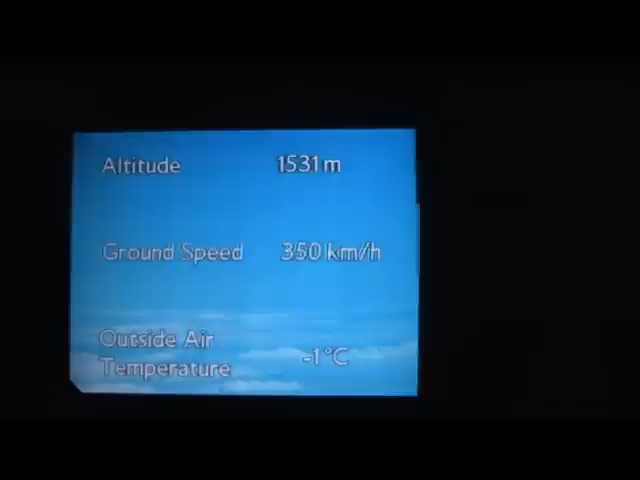 Altitude 1531 m
Ground Speed 350 km/h
Outside Air
Temperature -1°C